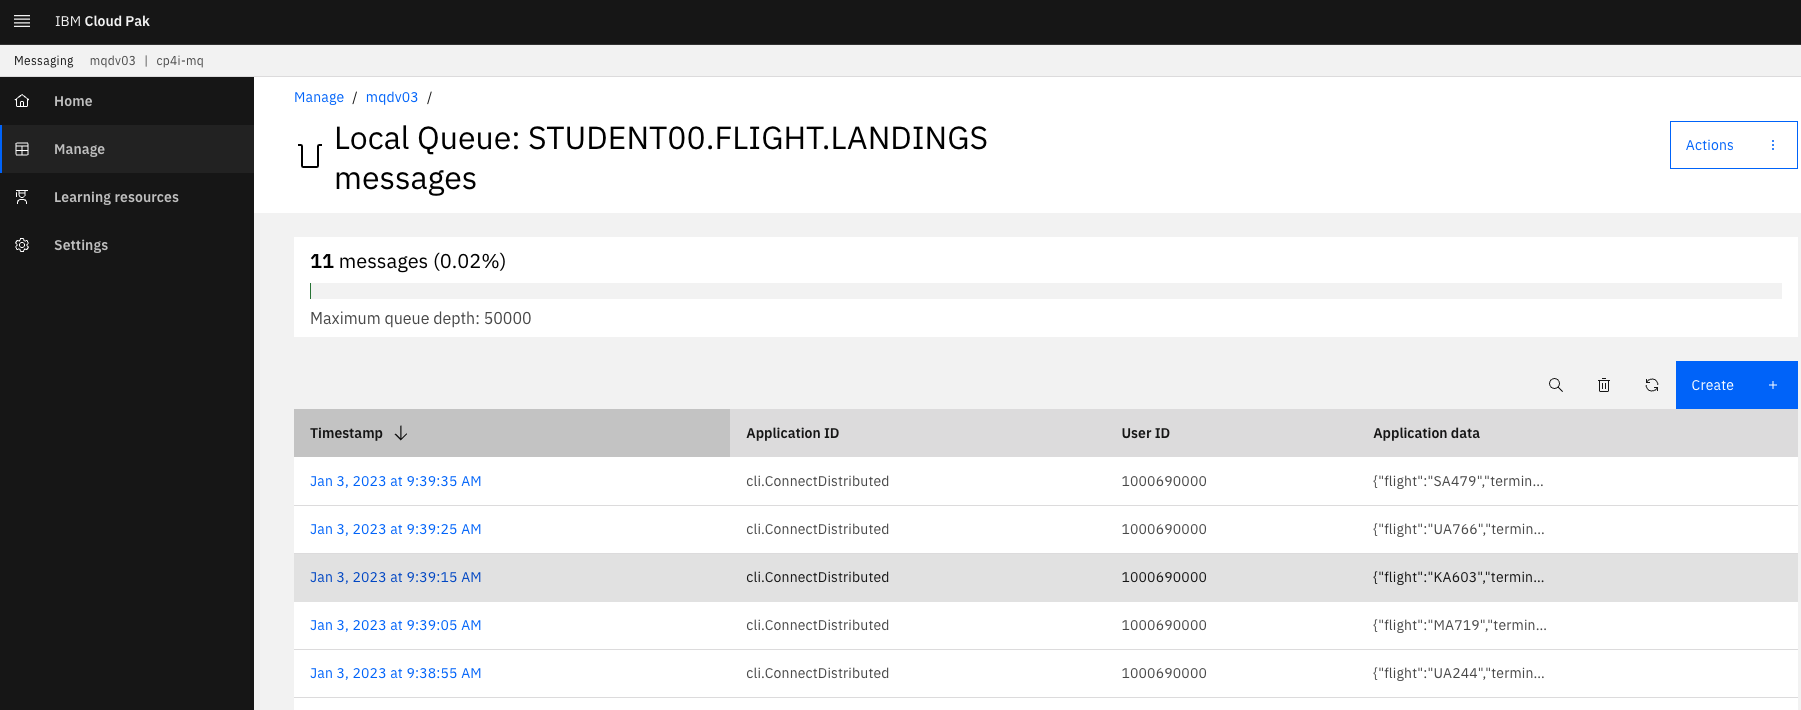 IBM Cloud Pak
Messaging mqdv03 | cp4i-mq
Home
Manage
Learning resources
Settings
Manage / mqdv03 /
Local Queue: STUDENT00.FLIGHT.LANDINGS
messages
Actions
11 messages (0.02%)
Maximum queue depth: 50000
Create +
Timestamp Application ID User ID Application data
Jan 3, 2023 at 9:39:35 AM cli.ConnectDistributed 1000690000 {"flight":"SA479","termin...
Jan 3, 2023 at 9:39:25 AM cli.ConnectDistributed 1000690000 {"flight":"UA766","termin...
Jan 3, 2023 at 9:39:15 AM cli.ConnectDistributed 1000690000 {"flight":"KA603","termin...
Jan 3, 2023 at 9:39:05 AM cli.ConnectDistributed 1000690000 {"flight":"MA719","termin...
Jan 3, 2023 at 9:38:55 AM cli.ConnectDistributed 1000690000 {"flight":"UA244","termin...